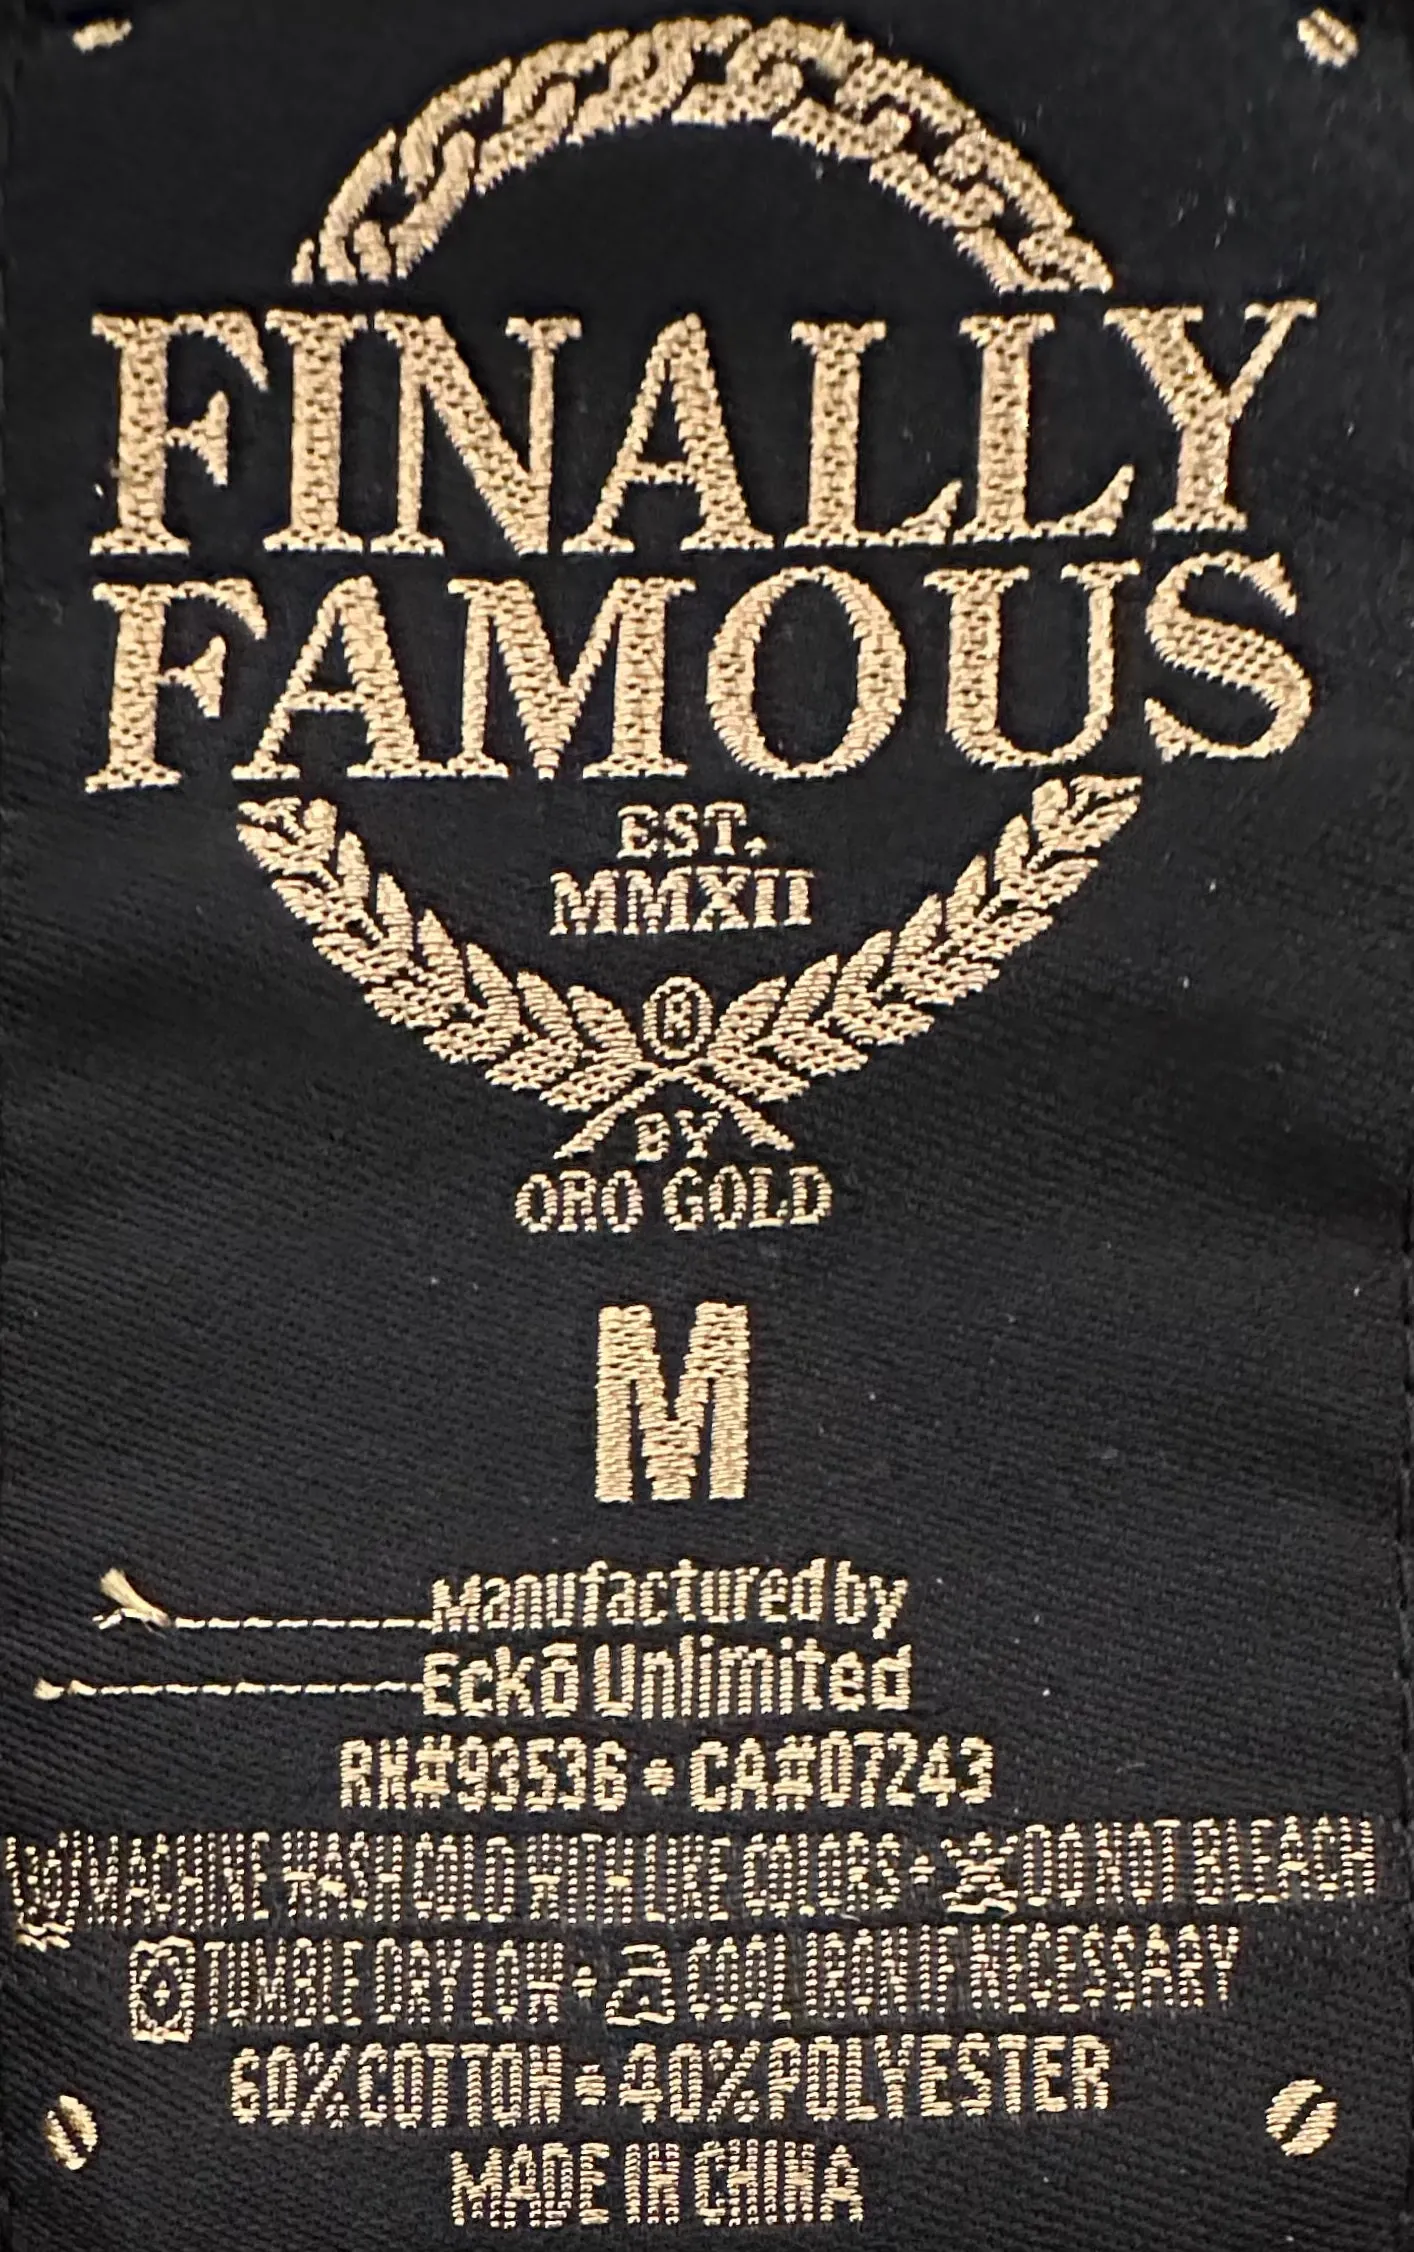 FINALLY
FAMOUS
EST.
MMXII
®
BY
ORO GOLD
M
Manufactured by
Eckō Unlimited
RN#93536 • CA#07243
MACHINE WASH COLD WITH LIKE COLORS • DO NOT BLEACH
TUMBLE DRY LOW • COOL IRON IF NECESSARY
60% COTTON • 40% POLYESTER
MADE IN CHINA